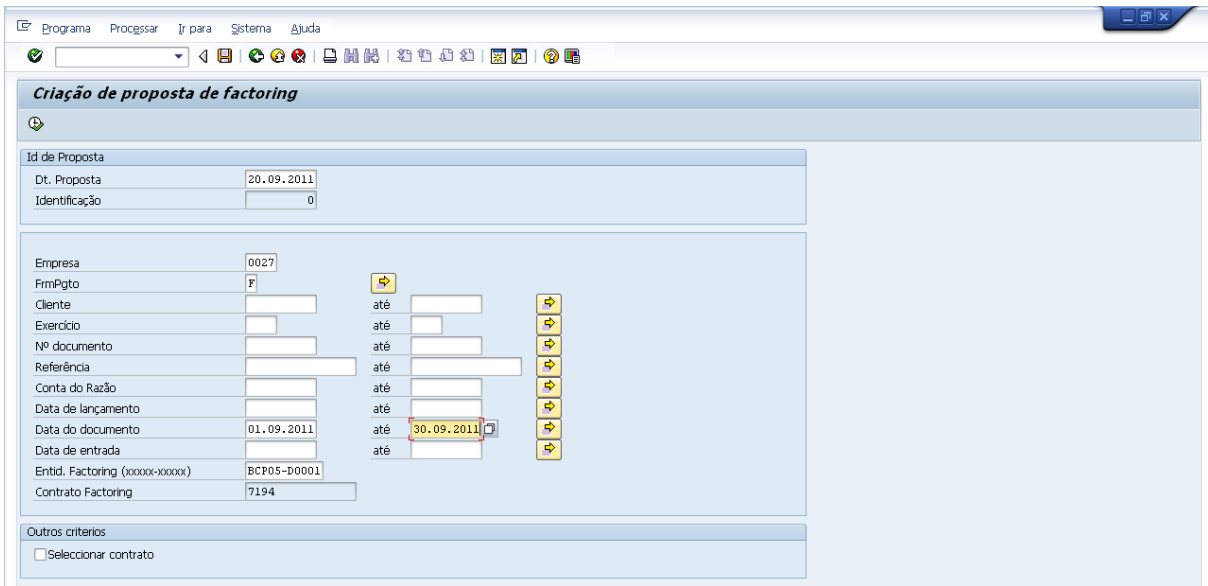 Programa Processar Ir para Sistema Ajuda
Criação de proposta de factoring
Id de Proposta
Dt. Proposta 20.09.2011
Identificação 0
Empresa 0027
FrmPgto F
Cliente até
Exercício até
Nº documento até
Referência até
Conta do Razão até
Data de lançamento até
Data do documento 01.09.2011 até 30.09.2011
Data de entrada até
Entid. Factoring (xxxxx-xxxxx) BCP05-D0001
Contrato Factoring 7194
Outros criterios
Seleccionar contrato